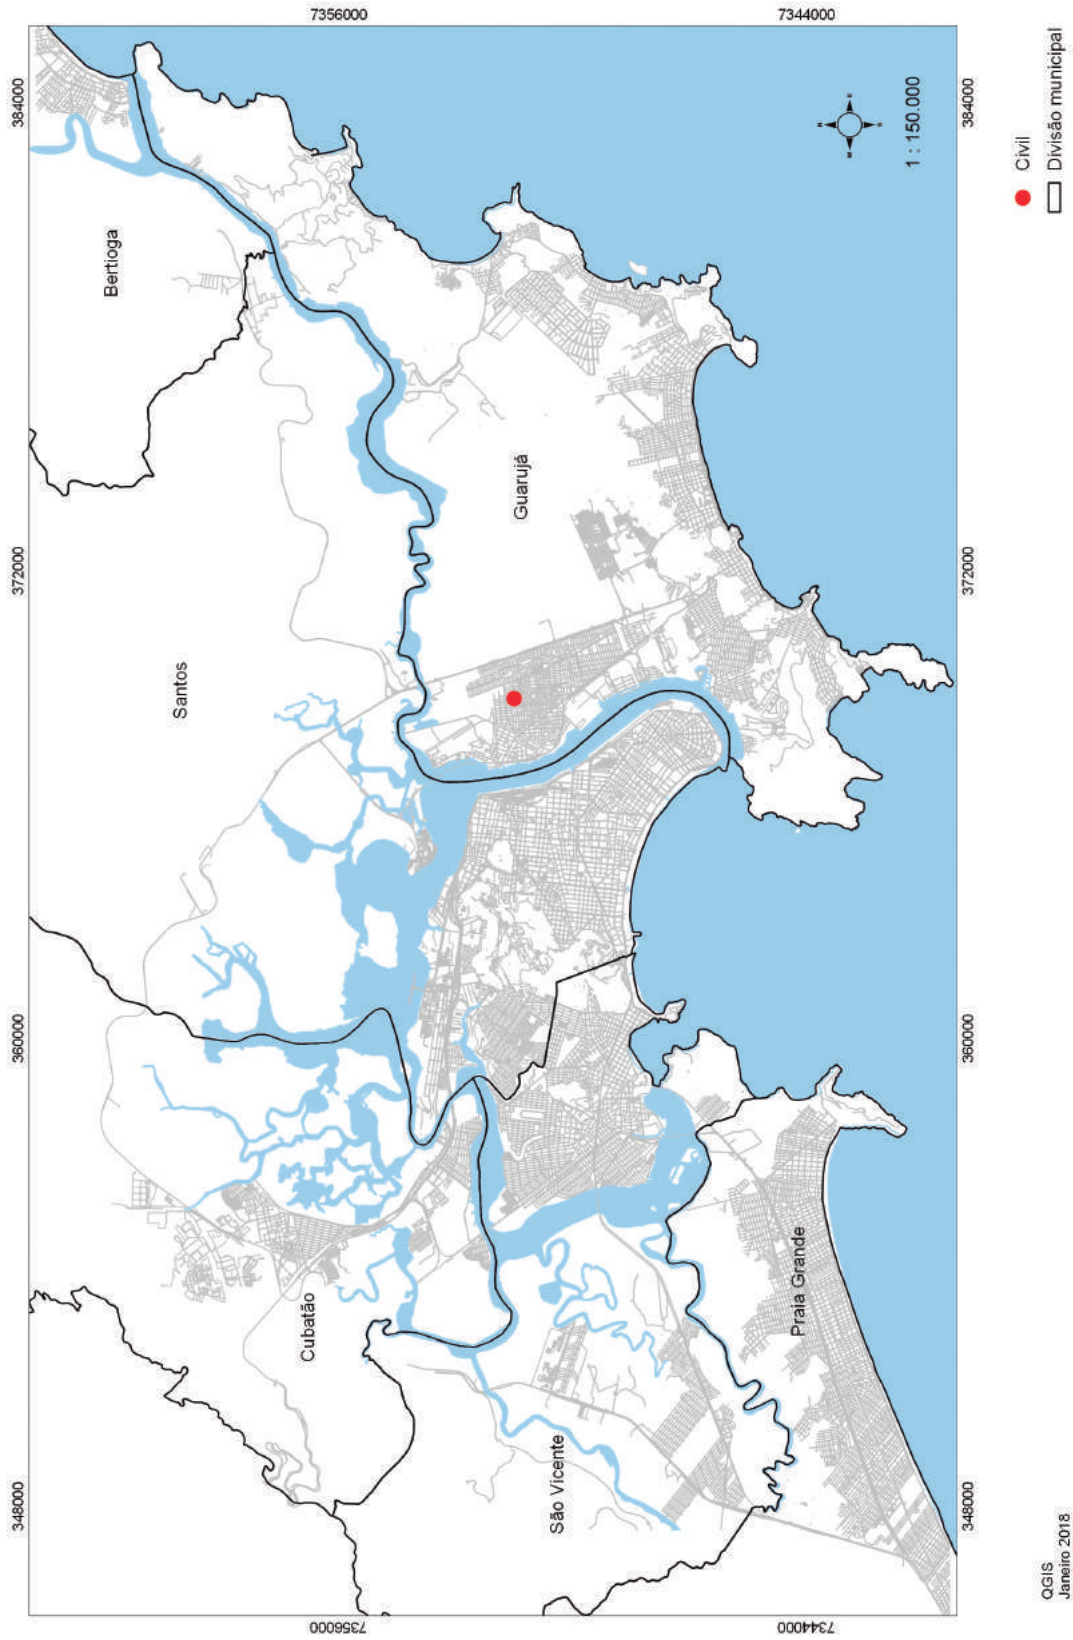 7356000
7344000
384000
384000
Bertioga
N
E
W
S
1 : 150.000
Civil
Divisão municipal
Guarujá
372000
372000
Santos
360000
360000
Cubatão
Praia Grande
São Vicente
348000
348000
7356000
7344000
QGIS
Janeiro 2018